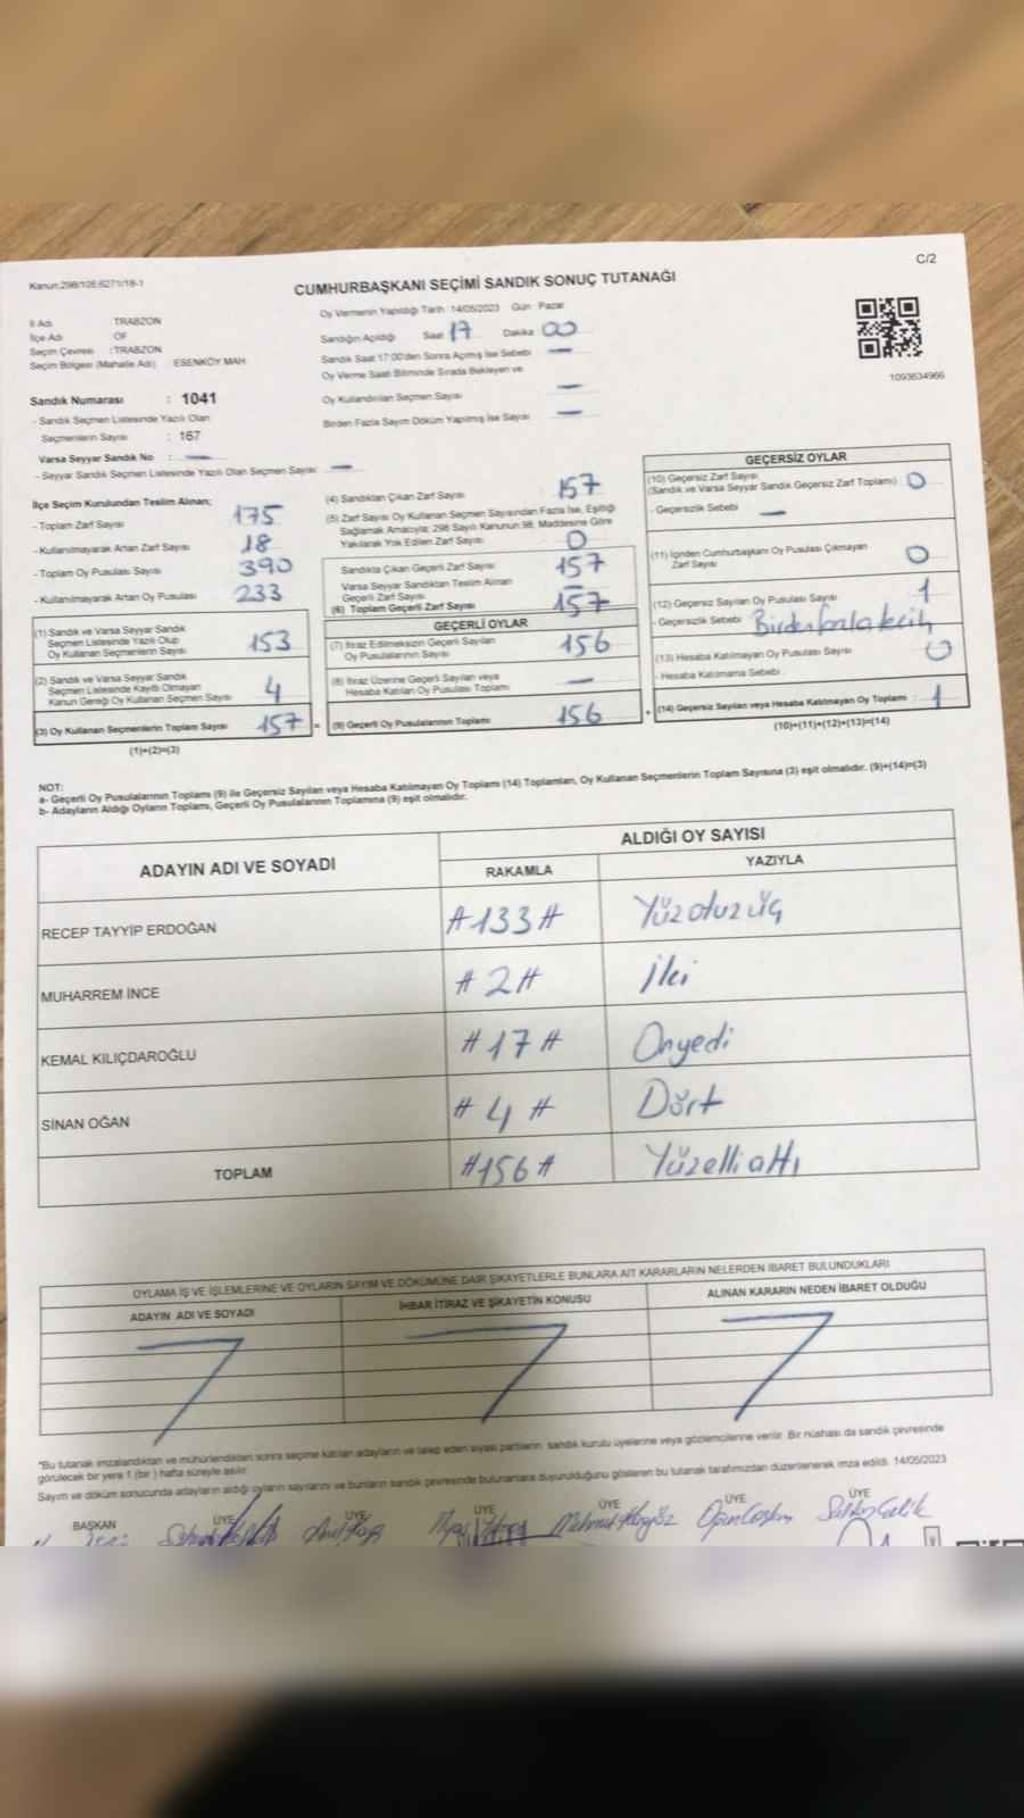 C/2
Kanun:298/105,6271/18-1
CUMHURBAŞKANI SEÇİMİ SANDIK SONUÇ TUTANAĞI
İl Adı : TRABZON
İlçe Adı : OF
Seçim Çevresi : TRABZON
Seçim Bölgesi (Mahalle Adı) : ESENKÖY MAH
Sandık Numarası : 1041
- Sandık Seçmen Listesinde Yazılı Olan
Seçmenlerin Sayısı : 167
Varsa Seyyar Sandık No : —
- Seyyar Sandık Seçmen Listesinde Yazılı Olan Seçmen Sayısı : —
Oy Vermenin Yapıldığı Tarih: 14/05/2023 Gün: Pazar
Sandığın Açıldığı Saat 17 Dakika 00
Sandık Saat 17:00'den Sonra Açılmış İse Sebebi —
Oy Verme Saati Bitiminde Sırada Bekleyen ve
Oy Kullandırılan Seçmen Sayısı —
Birden Fazla Sayım Döküm Yapılmış İse Sayısı —
1093634966
İlçe Seçim Kurulundan Teslim Alınan;
- Toplam Zarf Sayısı 175
- Kullanılmayarak Artan Zarf Sayısı 18
- Toplam Oy Pusulası Sayısı 390
- Kullanılmayarak Artan Oy Pusulası 233
(1) Sandık ve Varsa Seyyar Sandık
Seçmen Listesinde Yazılı Olup
Oy Kullanan Seçmenlerin Sayısı 153
(2) Sandık ve Varsa Seyyar Sandık
Seçmen Listesinde Kayıtlı Olmayan
Kanun Gereği Oy Kullanan Seçmen Sayısı 4
(3) Oy Kullanan Seçmenlerin Toplam Sayısı 157
(1)+(2)=(3)
(4) Sandıktan Çıkan Zarf Sayısı 157
(5) Zarf Sayısı Oy Kullanan Seçmen Sayısından Fazla İse, Eşitliği
Sağlamak Amacıyla; 298 Sayılı Kanunun 98. Maddesine Göre
Yakılarak Yok Edilen Zarf Sayısı 0
Sandıkta Çıkan Geçerli Zarf Sayısı 157
Varsa Seyyar Sandıktan Teslim Alınan
Geçerli Zarf Sayısı —
(6) Toplam Geçerli Zarf Sayısı 157
GEÇERLİ OYLAR
(7) İtiraz Edilmeksizin Geçerli Sayılan
Oy Pusulalarının Sayısı 156
(8) İtiraz Üzerine Geçerli Sayılan veya
Hesaba Katılan Oy Pusulası Toplamı —
= (9) Geçerli Oy Pusulalarının Toplamı 156
GEÇERSİZ OYLAR
(10) Geçersiz Zarf Sayısı
(Sandık ve Varsa Seyyar Sandık Geçersiz Zarf Toplamı) 0
- Geçersizlik Sebebi —
(11) İçinden Cumhurbaşkanı Oy Pusulası Çıkmayan
Zarf Sayısı 0
(12) Geçersiz Sayılan Oy Pusulası Sayısı 1
- Geçersizlik Sebebi Birden fazla tercih
(13) Hesaba Katılmayan Oy Pusulası Sayısı 0
- Hesaba Katılmama Sebebi
+ (14) Geçersiz Sayılan veya Hesaba Katılmayan Oy Toplamı : 1
(10)+(11)+(12)+(13)=(14)
NOT:
a- Geçerli Oy Pusulalarının Toplamı (9) ile Geçersiz Sayılan veya Hesaba Katılmayan Oy Toplamı (14) Toplamları, Oy Kullanan Seçmenlerin Toplam Sayısına (3) eşit olmalıdır. (9)+(14)=(3)
b- Adayların Aldığı Oyların Toplamı, Geçerli Oy Pusulalarının Toplamına (9) eşit olmalıdır.
ADAYIN ADI VE SOYADI
ALDIĞI OY SAYISI
RAKAMLA YAZIYLA
RECEP TAYYİP ERDOĞAN #133# Yüzotuzüç
MUHARREM İNCE #2# İki
KEMAL KILIÇDAROĞLU #17# Onyedi
SİNAN OĞAN #4# Dört
TOPLAM #156# Yüzelliattı
OYLAMA İŞ VE İŞLEMLERİNE VE OYLARIN SAYIM VE DÖKÜMÜNE DAİR ŞİKAYETLERLE BUNLARA AİT KARARLARIN NELERDEN İBARET BULUNDUKLARI
ADAYIN ADI VE SOYADI İHBAR İTİRAZ VE ŞİKAYETİN KONUSU ALINAN KARARIN NEDEN İBARET OLDUĞU
"Bu tutanak imzalandıktan ve mühürlendikten sonra seçime katılan adayların ve talep eden siyasi partilerin sandık kurulu üyelerine veya gözlemcilerine verilir. Bir nüshası da sandık çevresinde
görülecek bir yere 1 (bir) hafta süreyle asılır.
Sayım ve döküm sonucunda adayların aldığı oyların sayılarını ve bunların sandık çevresinde bulunanlara duyurulduğunu gösteren bu tutanak tarafımızdan düzenlenerek imza edildi. 14/05/2023
BAŞKAN ÜYE ÜYE ÜYE ÜYE ÜYE ÜYE